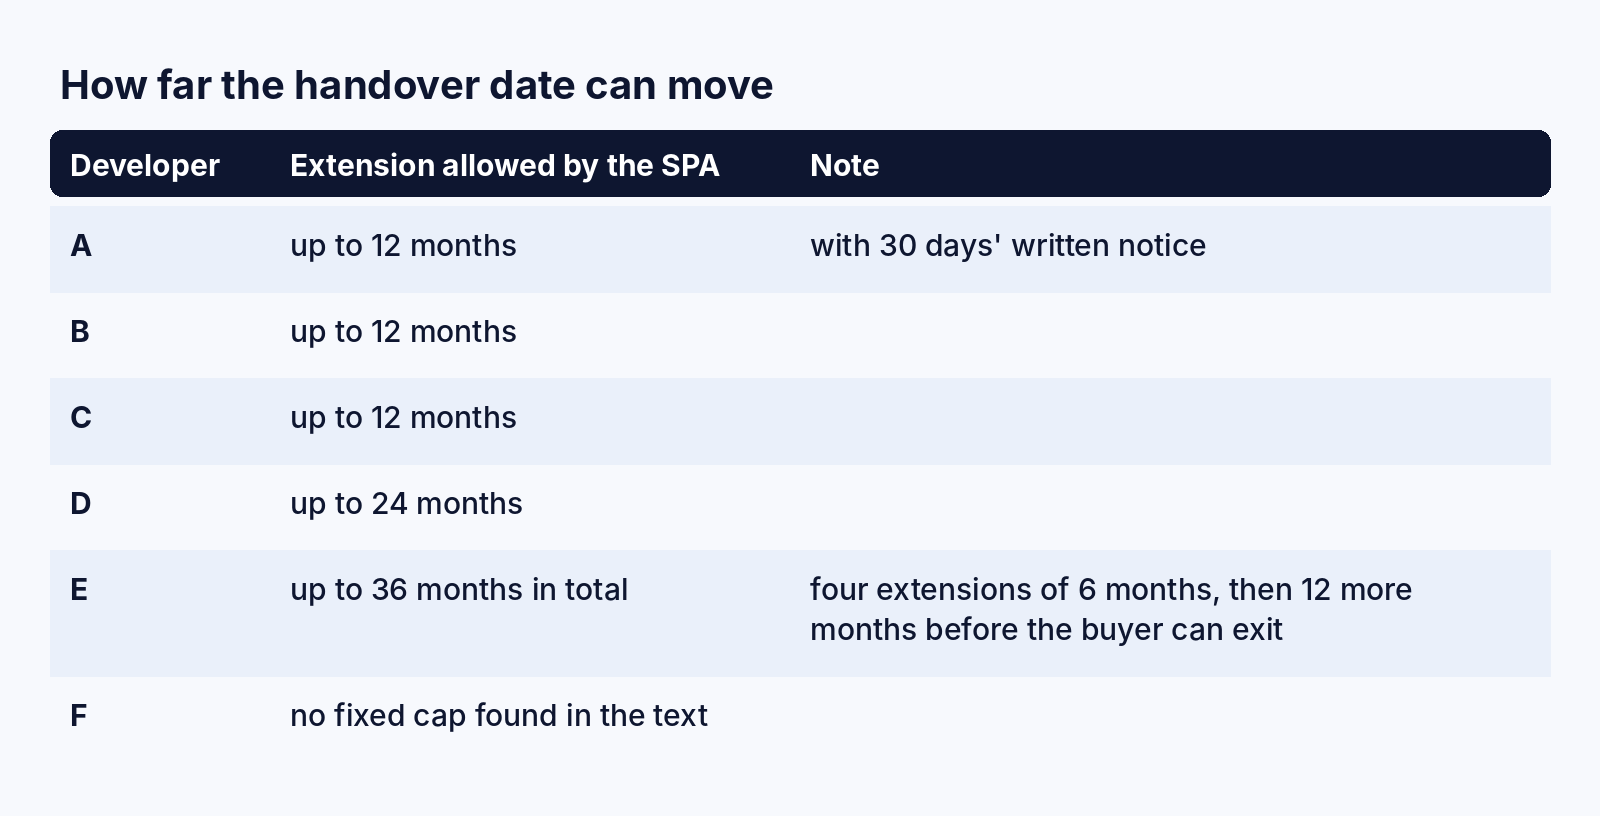 How far the handover date can move
Developer Extension allowed by the SPA Note
A up to 12 months with 30 days' written notice
B up to 12 months
C up to 12 months
D up to 24 months
E up to 36 months in total four extensions of 6 months, then 12 more
months before the buyer can exit
F no fixed cap found in the text